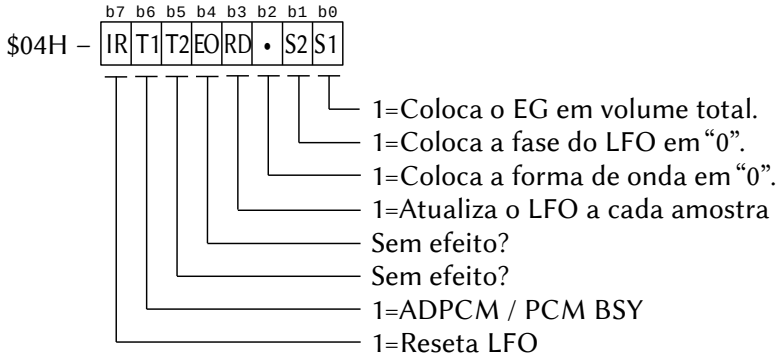 b7 b6 b5 b4 b3 b2 b1 b0
$04H – IR T1 T2 EO RD • S2 S1
1=Coloca o EG em volume total.
1=Coloca a fase do LFO em “0”.
1=Coloca a forma de onda em “0”.
1=Atualiza o LFO a cada amostra
Sem efeito?
Sem efeito?
1=ADPCM / PCM BSY
1=Reseta LFO